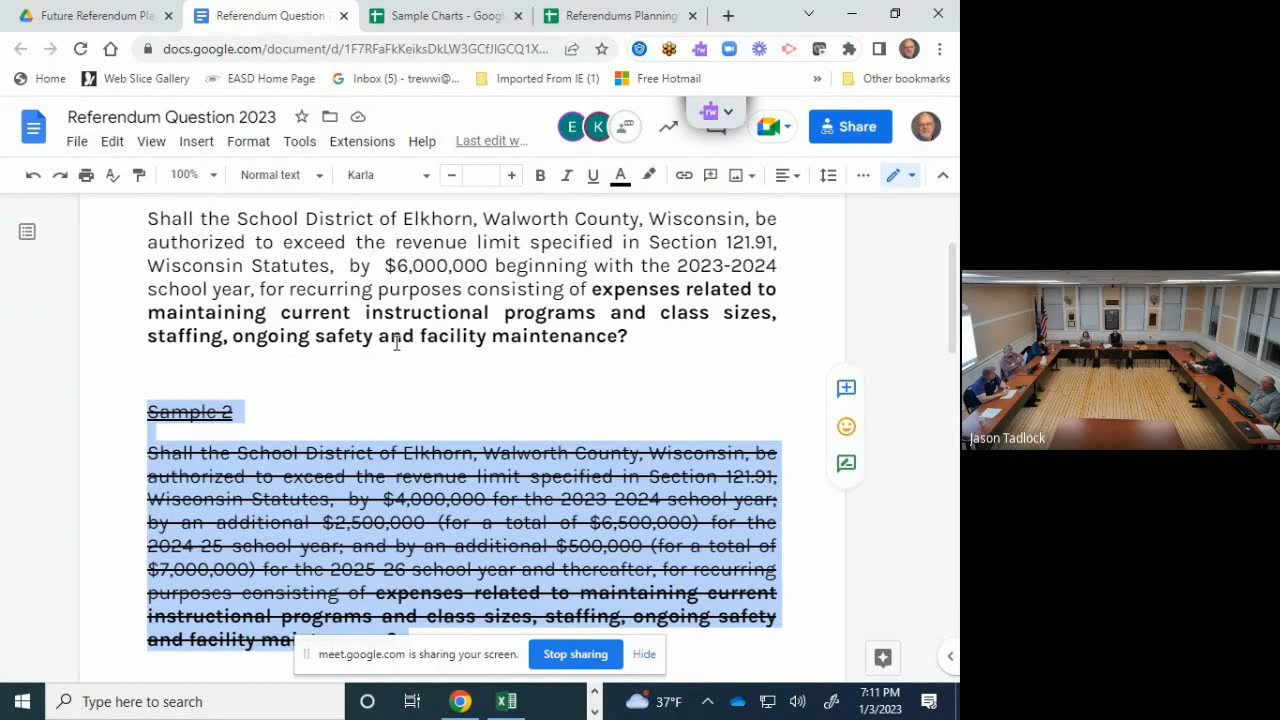 Future Referendum Pla
Referendum Question
Sample Charts - Googl
Referendums Planning
docs.google.com/document/d/1F7RFaFkKeiksDkLW3GCfJlGCQ1X...
Home
Web Slice Gallery
EASD Home Page
Inbox (5) - trewwi@...
Imported From IE (1)
Free Hotmail
»
Other bookmarks
Referendum Question 2023
E
K
rw
Share
File Edit View Insert Format Tools Extensions Help Last edit w...
100%
Normal text
Karla
B I U A
Shall the School District of Elkhorn, Walworth County, Wisconsin, be
authorized to exceed the revenue limit specified in Section 121.91,
Wisconsin Statutes, by $6,000,000 beginning with the 2023-2024
school year, for recurring purposes consisting of expenses related to
maintaining current instructional programs and class sizes,
staffing, ongoing safety and facility maintenance?
Sample 2
Shall the School District of Elkhorn, Walworth County, Wisconsin, be
authorized to exceed the revenue limit specified in Section 121.91,
Wisconsin Statutes, by $4,000,000 for the 2023-2024 school year;
by an additional $2,500,000 (for a total of $6,500,000) for the
2024-25 school year; and by an additional $500,000 (for a total of
$7,000,000) for the 2025-26 school year and thereafter, for recurring
purposes consisting of expenses related to maintaining current
instructional programs and class sizes, staffing, ongoing safety
and facility
meet.google.com is sharing your screen.
Stop sharing
Hide
Type here to search
37°F
7:11 PM
1/3/2023
Jason Tadlock